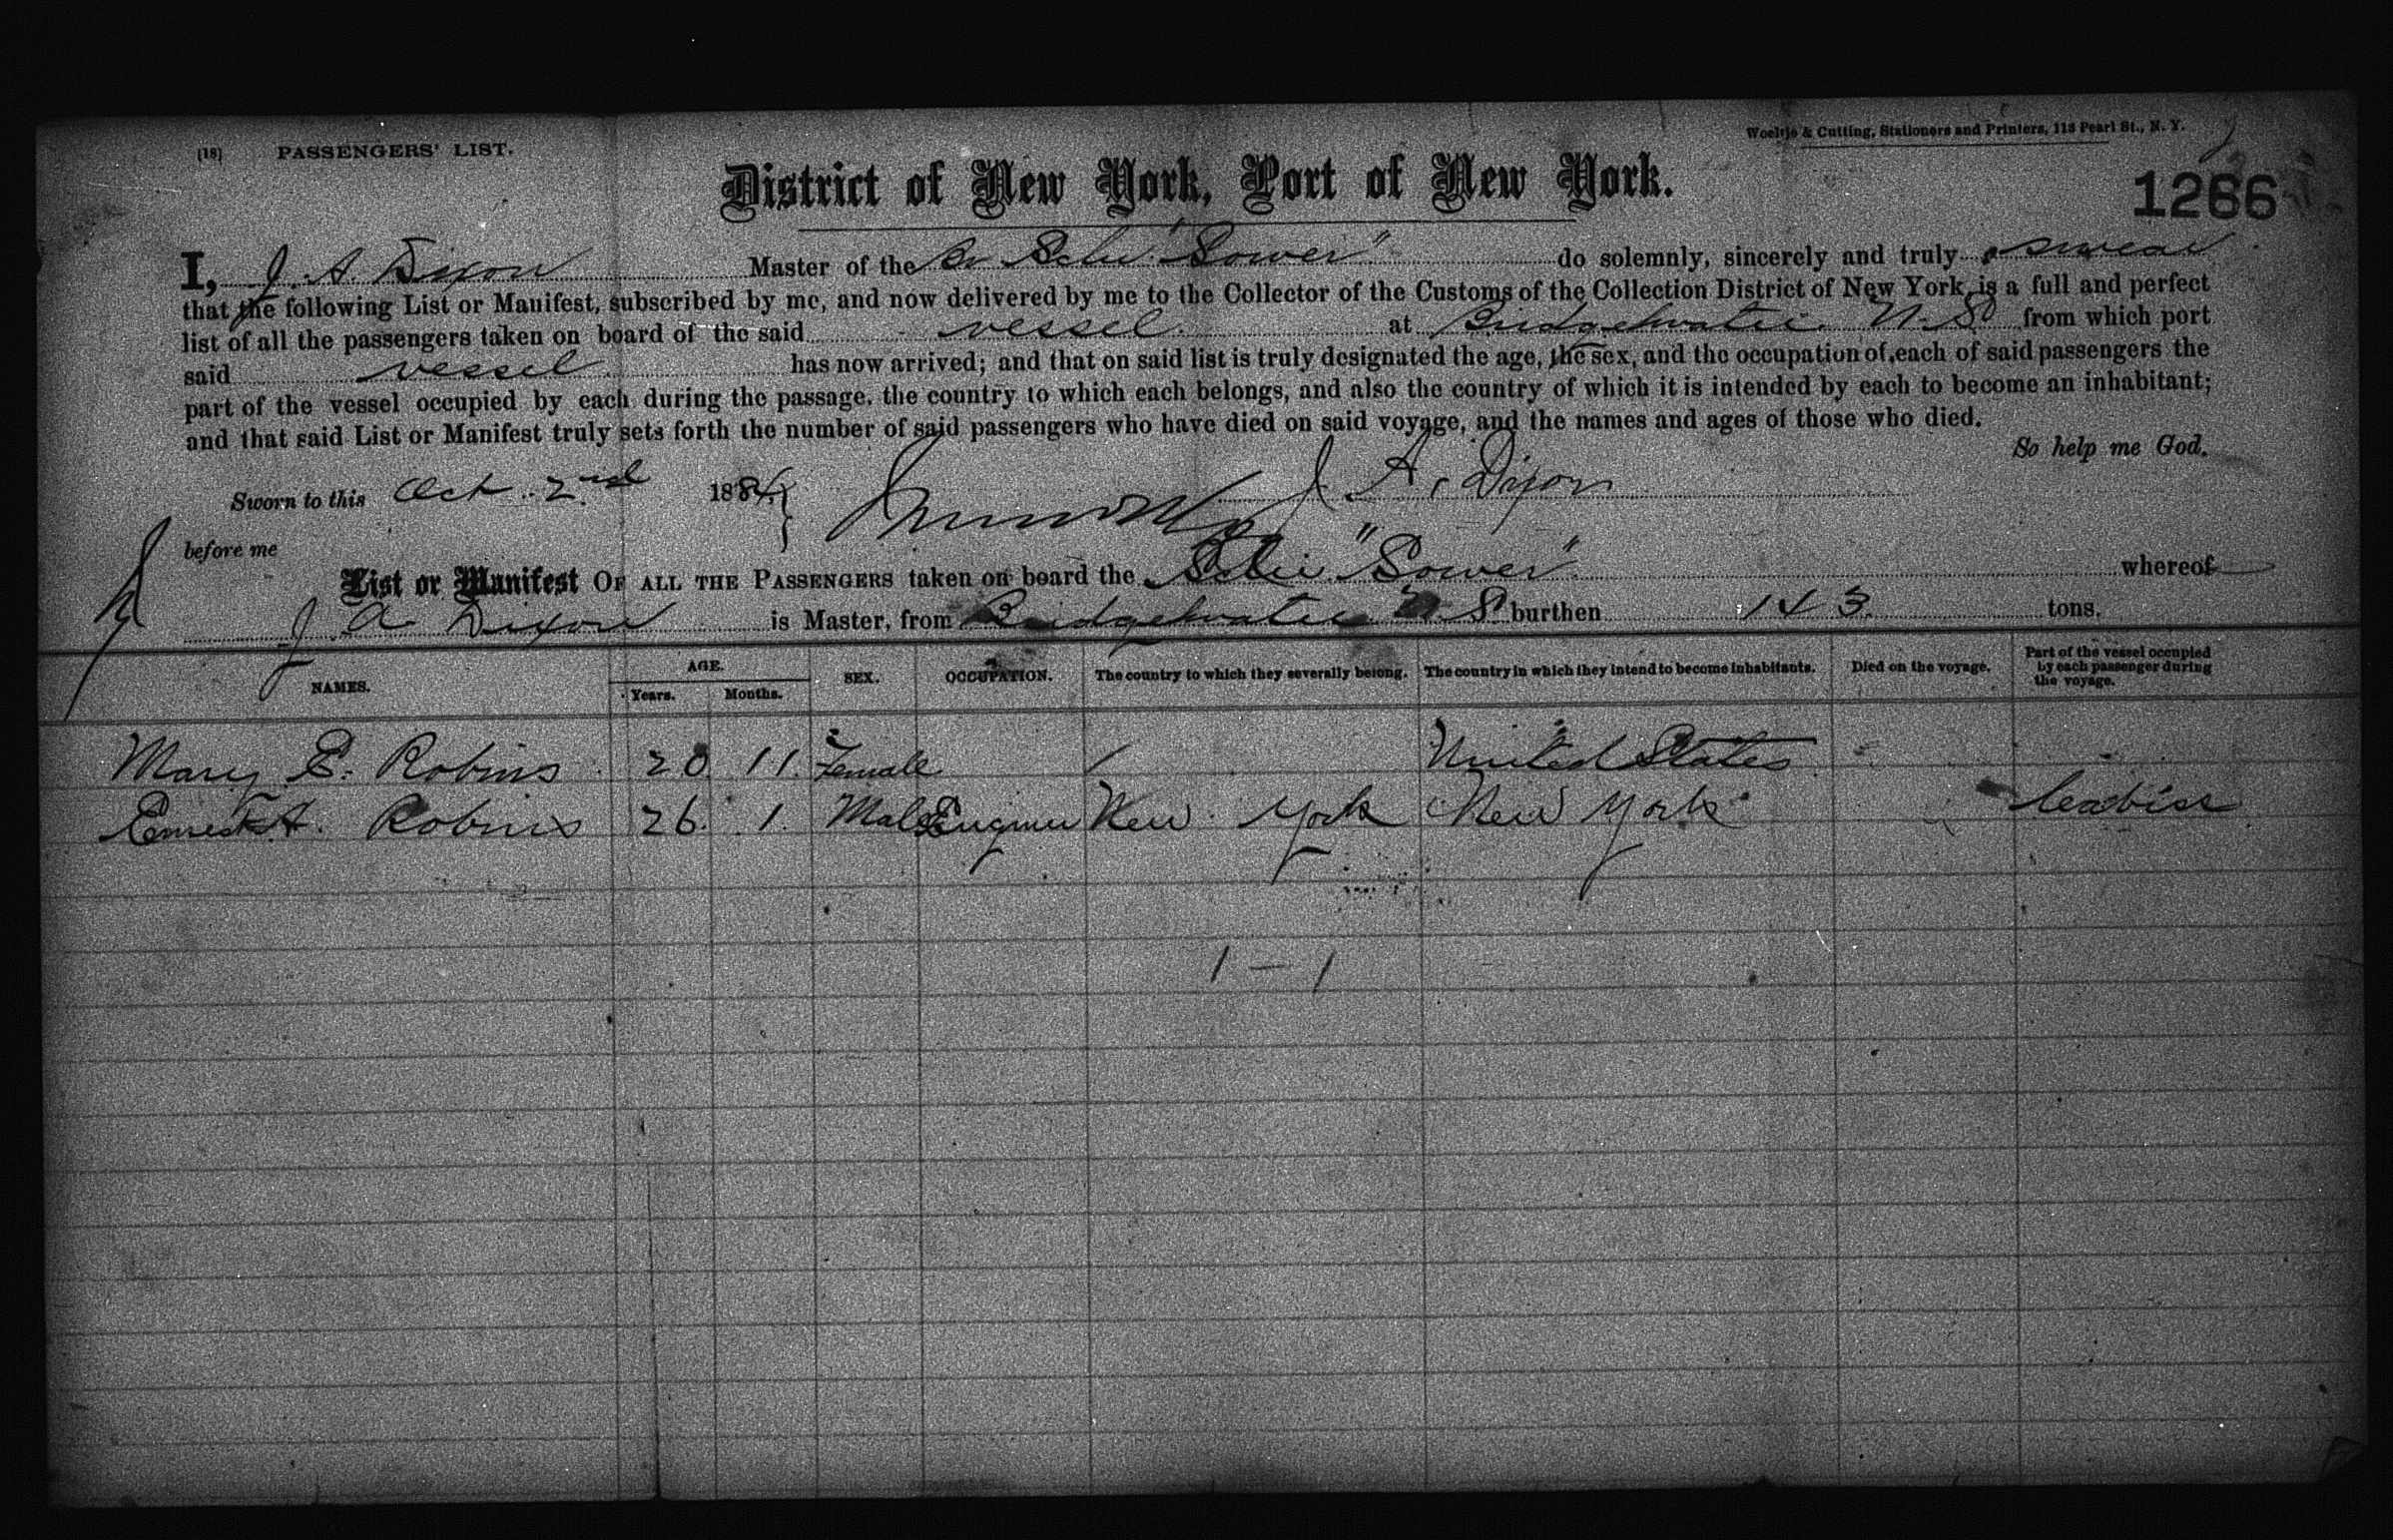 Woeltje & Cutting, Stationers and Printers, 113 Pearl St., N. Y.
[18] PASSENGERS' LIST.
District of New York, Port of New York.
1266
I, J. A. Dixon Master of the Br Schr "Sower" do solemnly, sincerely and truly swear
that the following List or Manifest, subscribed by me, and now delivered by me to the Collector of the Customs of the Collection District of New York, is a full and perfect
list of all the passengers taken on board of the said vessel at Bridgewater N.S from which port
said vessel has now arrived; and that on said list is truly designated the age, the sex, and the occupation of each of said passengers the
part of the vessel occupied by each during the passage, the country to which each belongs, and also the country of which it is intended by each to become an inhabitant;
and that said List or Manifest truly sets forth the number of said passengers who have died on said voyage, and the names and ages of those who died.
So help me God.
Sworn to this Oct. 2nd 1884 J. A. Dixon
before me
List or Manifest OF ALL THE PASSENGERS taken on board the Schr "Sower" whereof
J A Dixon is Master, from Bridgewater N.S burthen 143 tons.
NAMES. AGE. Years. Months. SEX. OCCUPATION. The country to which they severally belong. The country in which they intend to become inhabitants. Died on the voyage. Part of the vessel occupied by each passenger during the voyage.
Mary E. Robins 20 11 Female United States
Ernest A. Robins 26. 1. Male Engineer New York New York
1 — 1